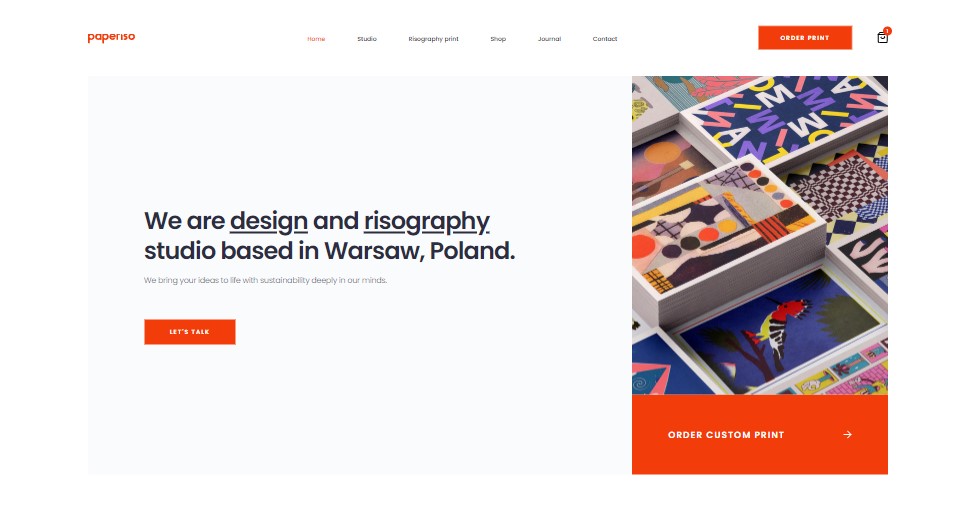 paperiso
Home Studio Risography print Shop Journal Contact
ORDER PRINT
1
We are design and risography
studio based in Warsaw, Poland.
We bring your ideas to life with sustainability deeply in our minds.
LET'S TALK
ORDER CUSTOM PRINT